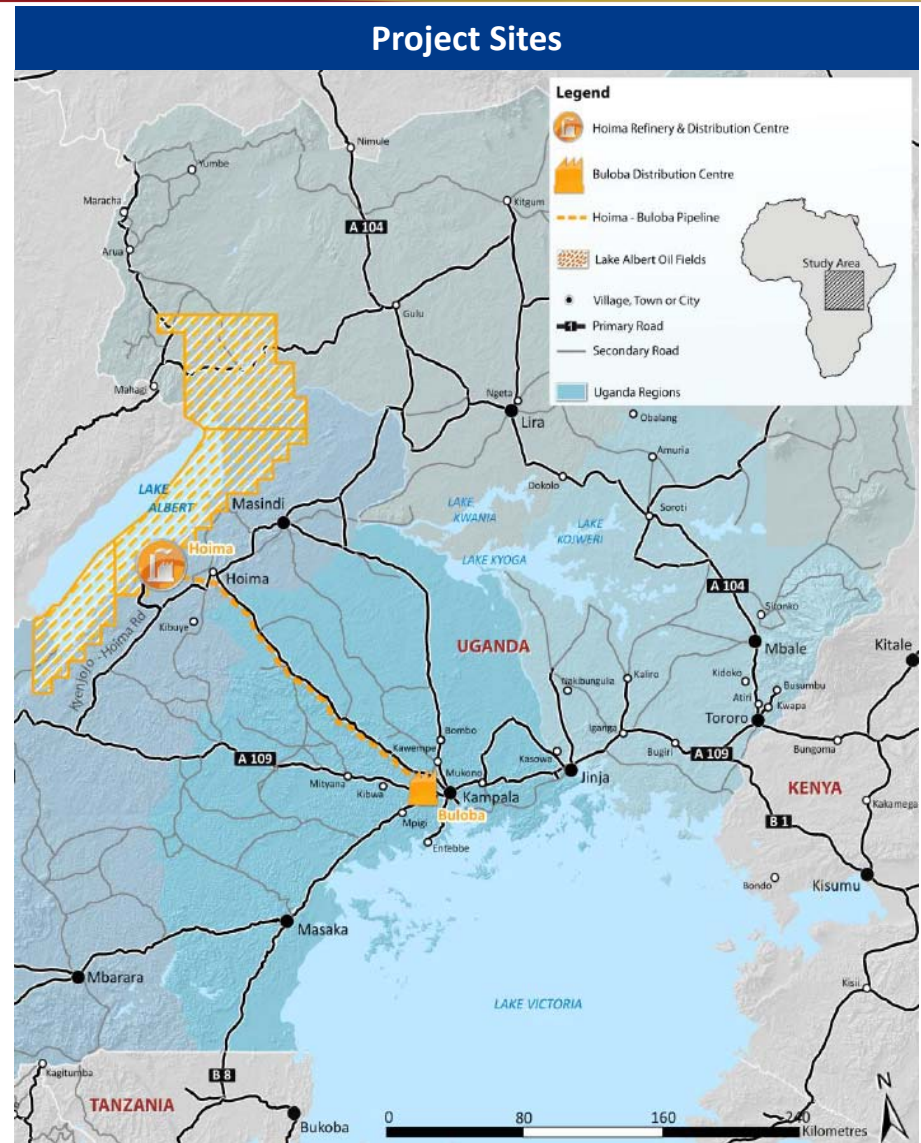 Project Sites
Legend
Hoima Refinery & Distribution Centre
Buloba Distribution Centre
Hoima - Buloba Pipeline
Lake Albert Oil Fields
Village, Town or City
Primary Road
Secondary Road
Uganda Regions
Study Area
Nimule
Yumbe
Maracha
Kitgum
A 104
Arua
Gulu
Mahagi
Ngeta
Lira
Obalang
Amuria
Dokolo
Soroti
LAKE
ALBERT
Masindi
LAKE
KWANIA
LAKE
KOJWERI
LAKE KYOGA
Hoima
Hoima
A 104
Sironko
Kyenjojo - Hoima Rd
Kibuye
UGANDA
Mbale
Kitale
Nakibungula
Kaliro
Kidoko
Busumbu
Atiri
Kwapa
Tororo
Iganga
Bombo
Kawempe
Kasowa
Bugiri
A 109
Bungoma
A 109
Mityana
Kibwa
Mukono
Jinja
Kampala
KENYA
Kakamega
Buloba
Mpigi
B 1
Entebbe
Bondo
Kisumu
Masaka
Mbarara
LAKE VICTORIA
Kisii
Kagitumba
B 8
TANZANIA
Bukoba
N
0 80 160 240
Kilometres